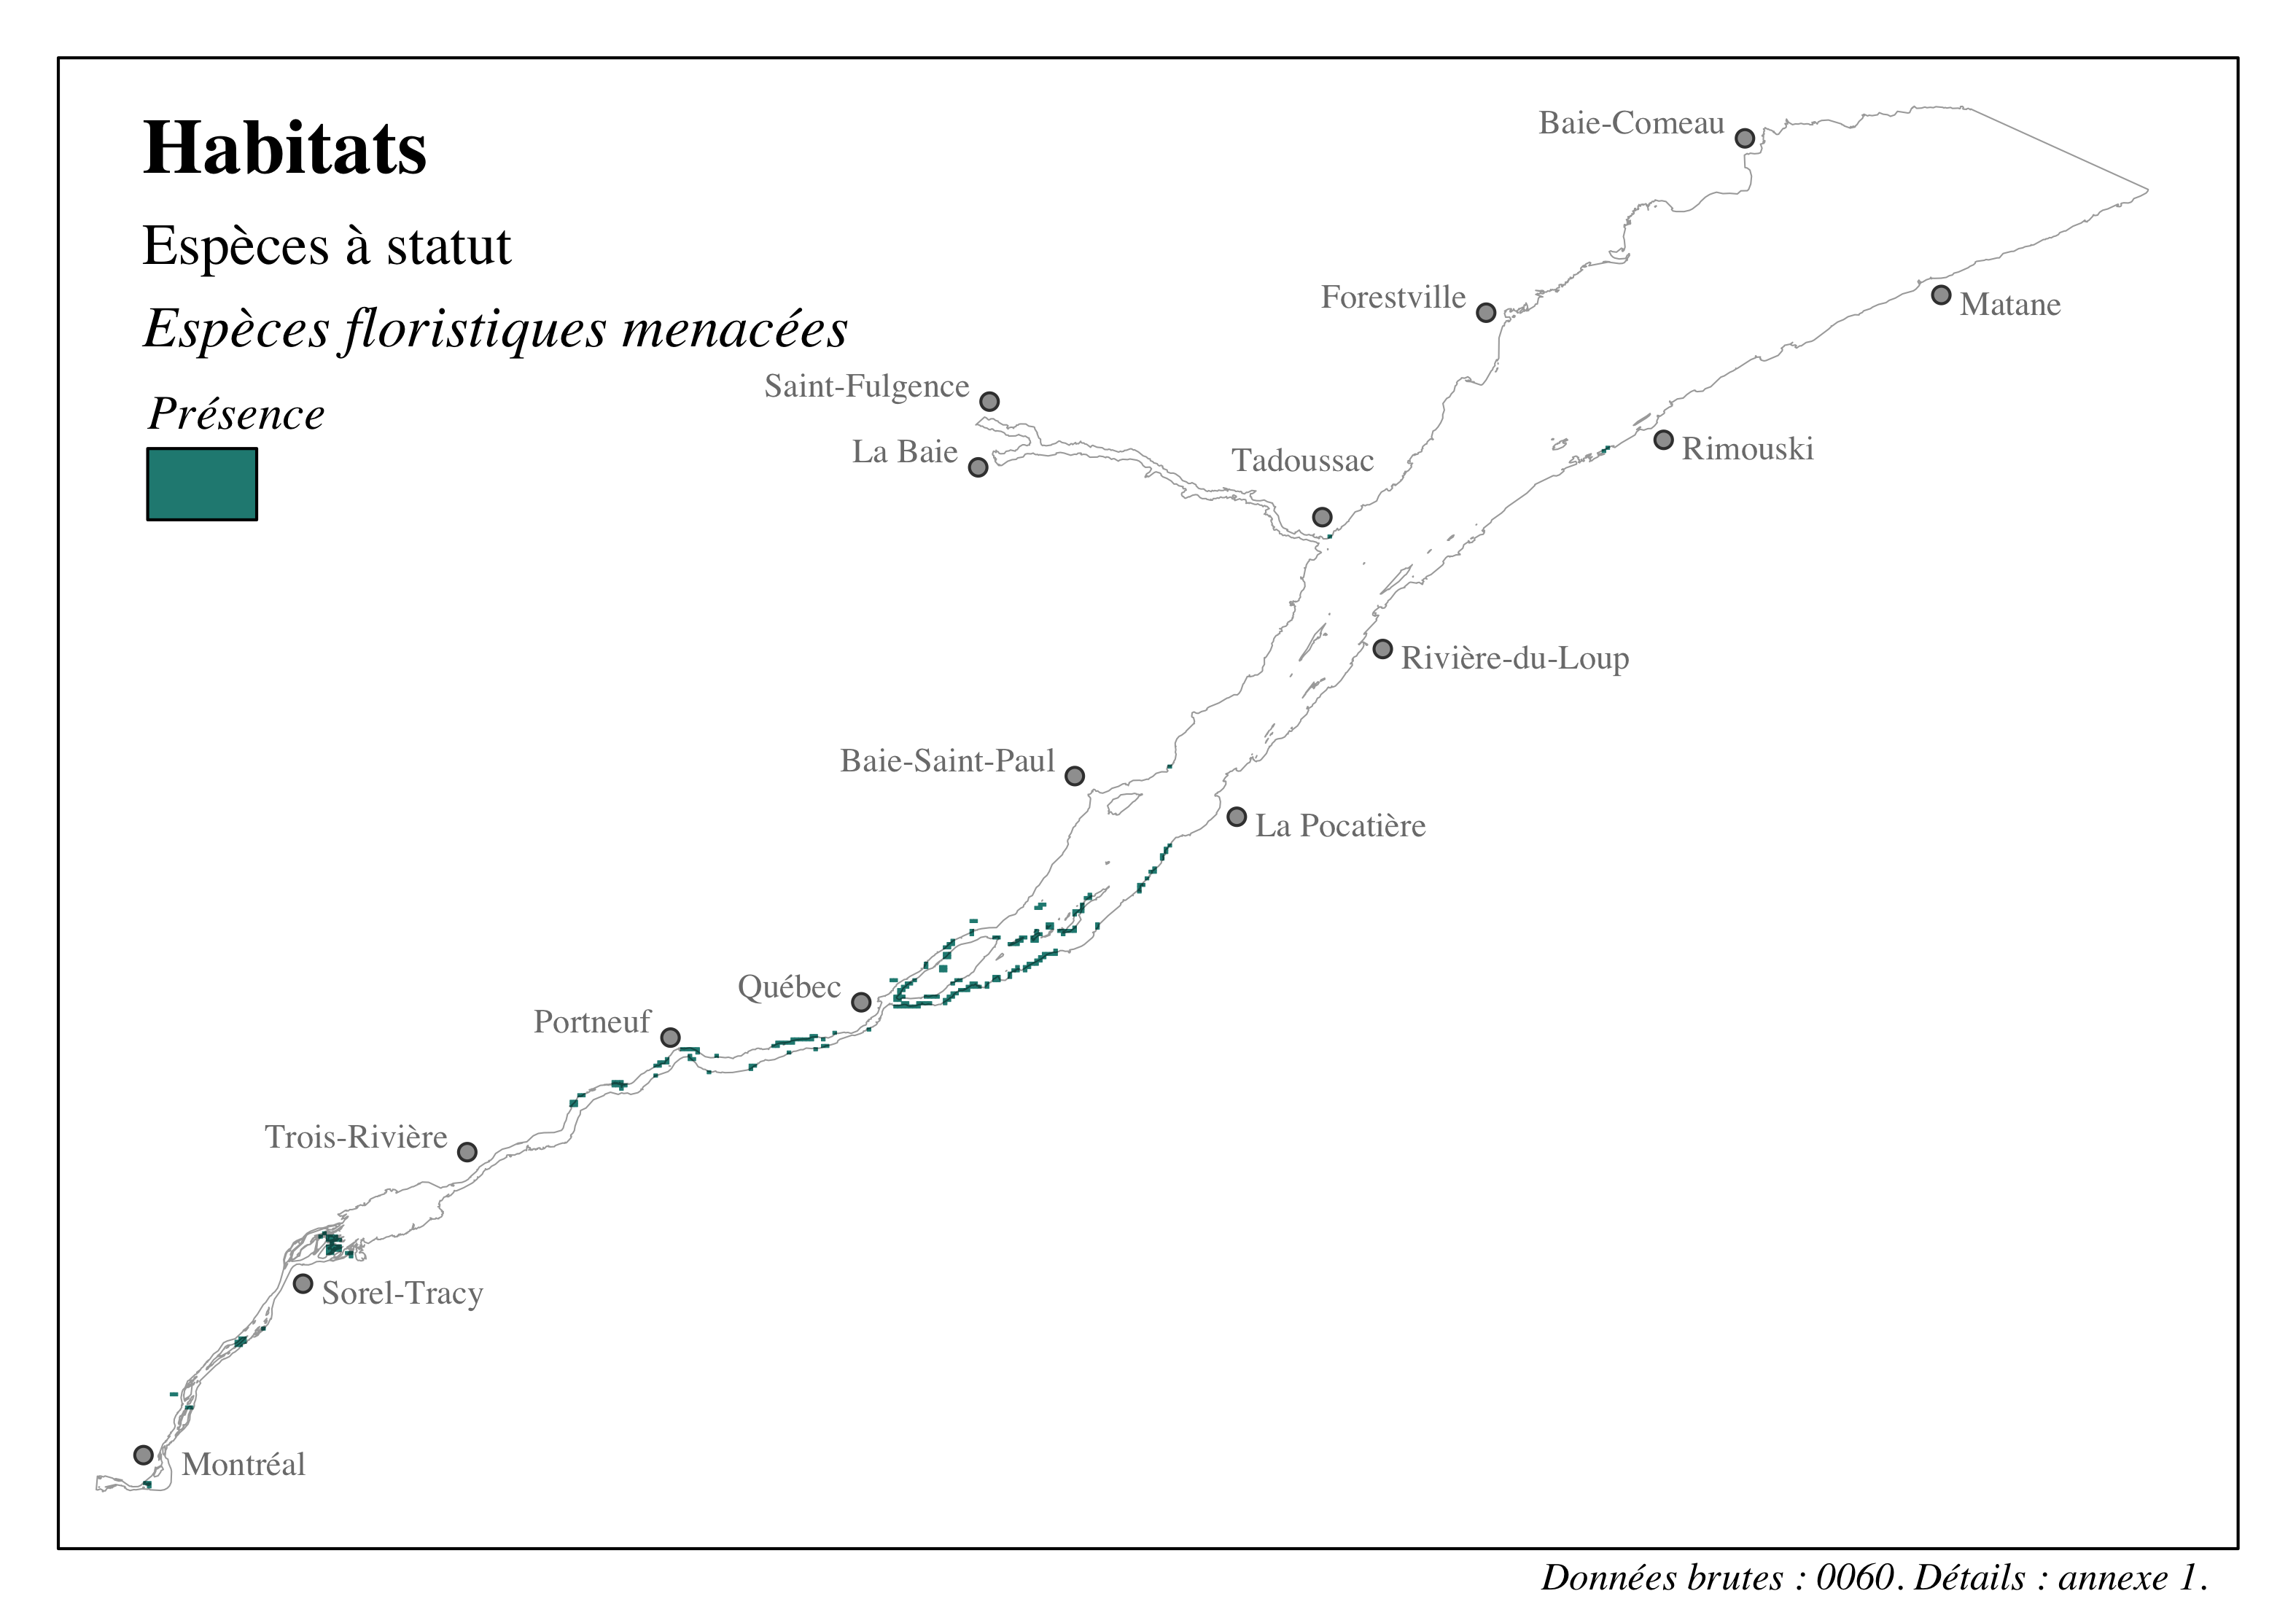 Habitats
Espèces à statut
Espèces floristiques menacées
Présence
Baie-Comeau
Forestville
Matane
Saint-Fulgence
La Baie
Tadoussac
Rimouski
Rivière-du-Loup
Baie-Saint-Paul
La Pocatière
Québec
Portneuf
Trois-Rivière
Sorel-Tracy
Montréal
Données brutes : 0060. Détails : annexe 1.